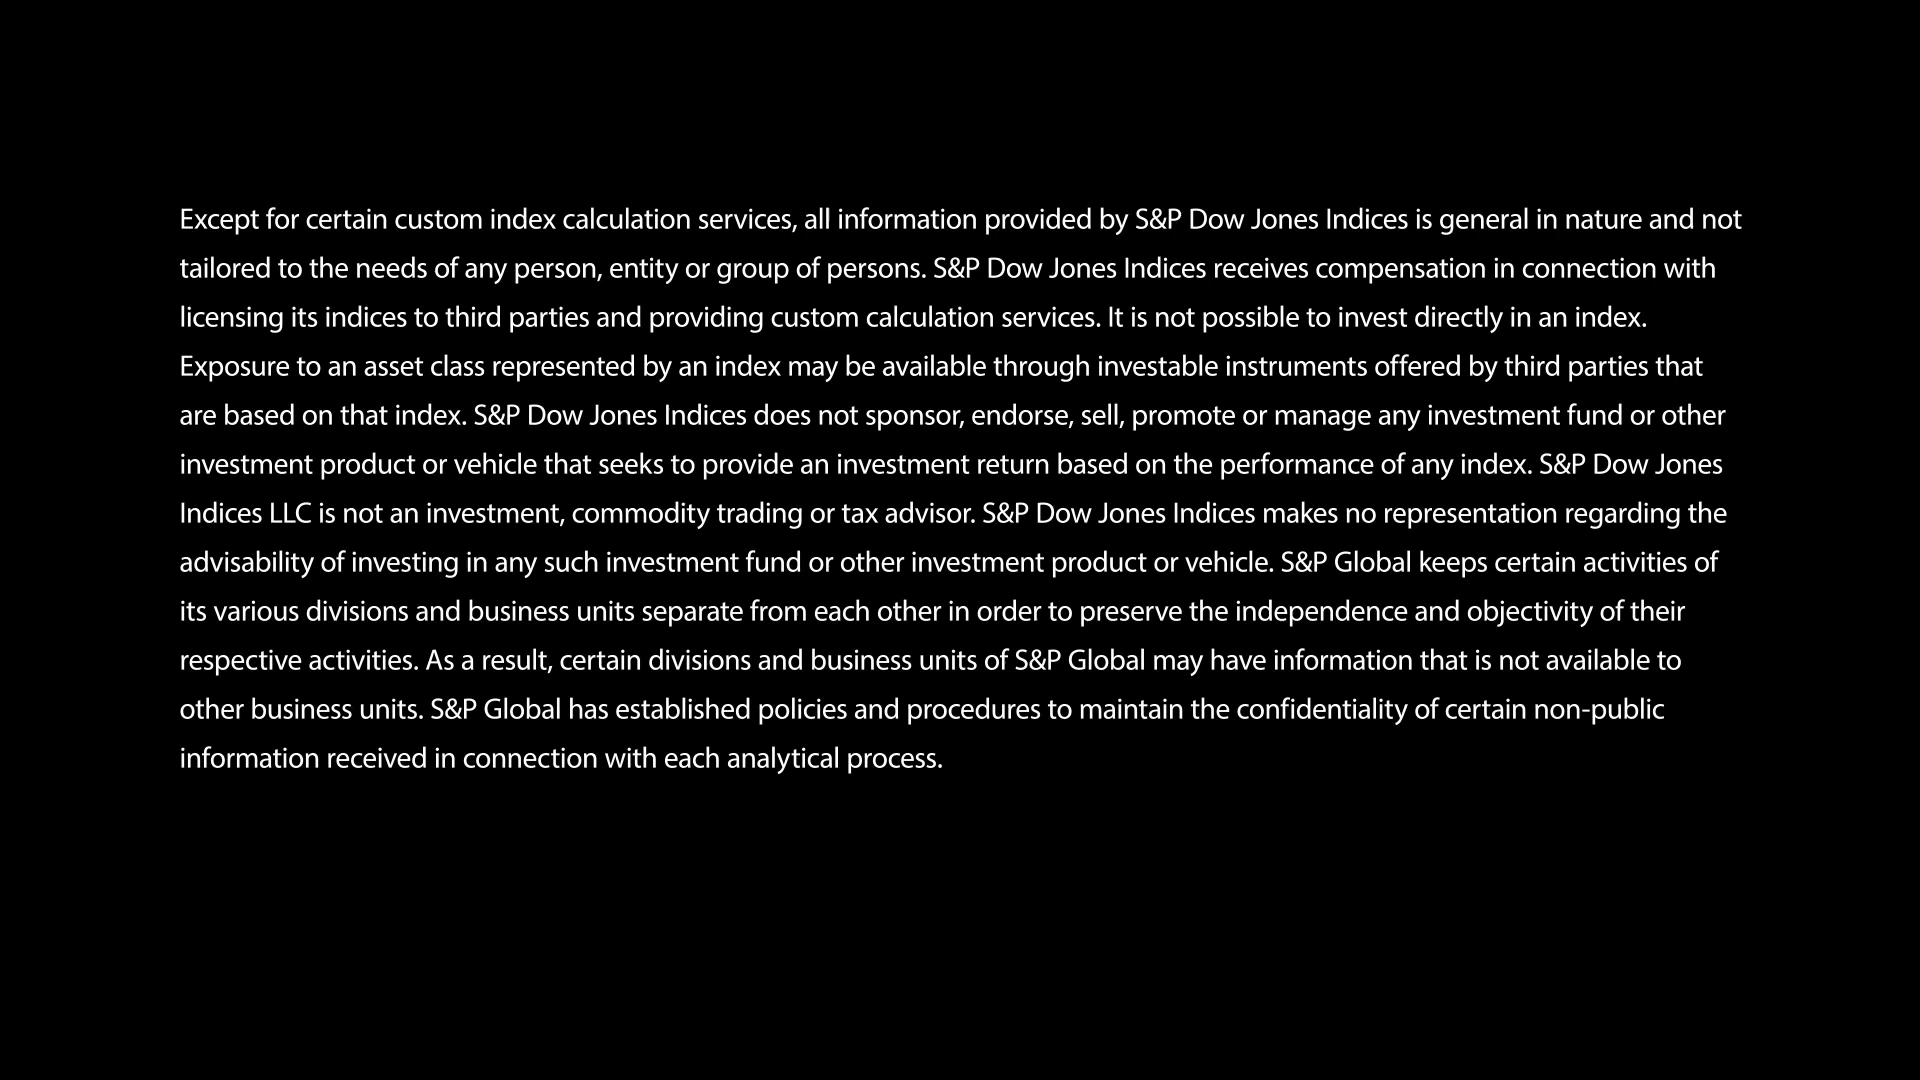 Except for certain custom index calculation services, all information provided by S&P Dow Jones Indices is general in nature and not
tailored to the needs of any person, entity or group of persons. S&P Dow Jones Indices receives compensation in connection with
licensing its indices to third parties and providing custom calculation services. It is not possible to invest directly in an index.
Exposure to an asset class represented by an index may be available through investable instruments offered by third parties that
are based on that index. S&P Dow Jones Indices does not sponsor, endorse, sell, promote or manage any investment fund or other
investment product or vehicle that seeks to provide an investment return based on the performance of any index. S&P Dow Jones
Indices LLC is not an investment, commodity trading or tax advisor. S&P Dow Jones Indices makes no representation regarding the
advisability of investing in any such investment fund or other investment product or vehicle. S&P Global keeps certain activities of
its various divisions and business units separate from each other in order to preserve the independence and objectivity of their
respective activities. As a result, certain divisions and business units of S&P Global may have information that is not available to
other business units. S&P Global has established policies and procedures to maintain the confidentiality of certain non-public
information received in connection with each analytical process.